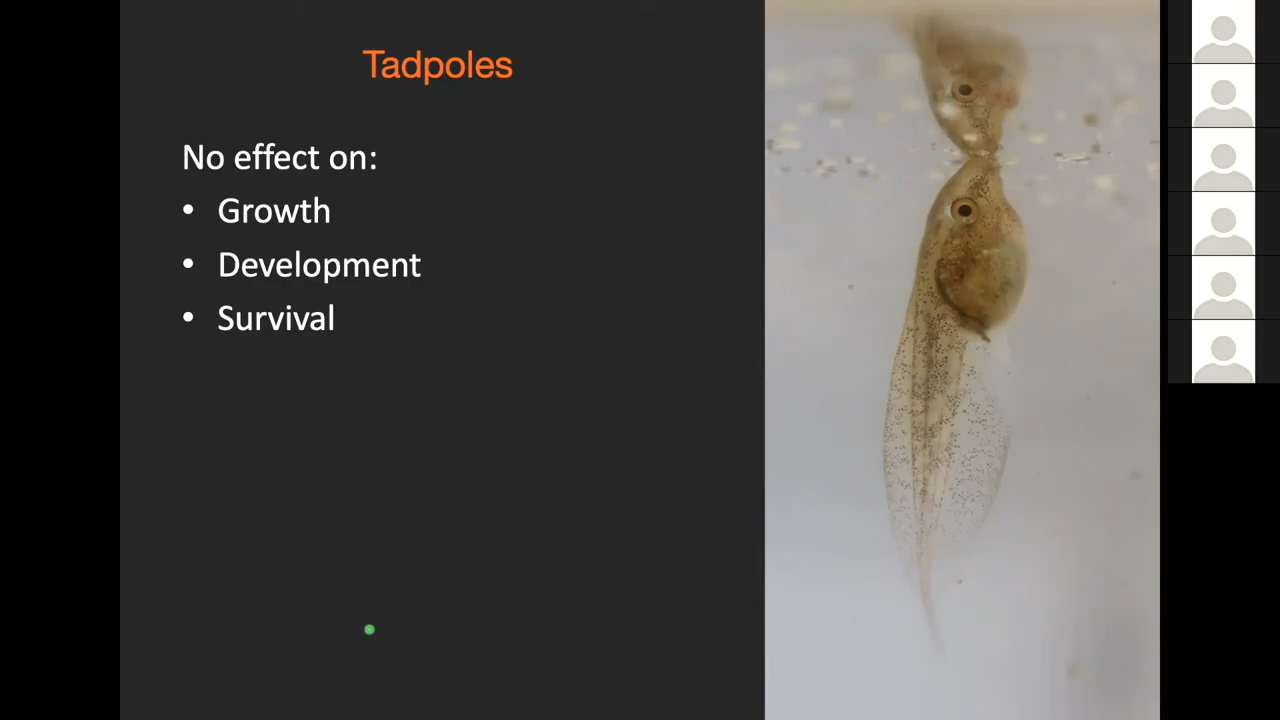 Tadpoles
No effect on:
• Growth
• Development
• Survival